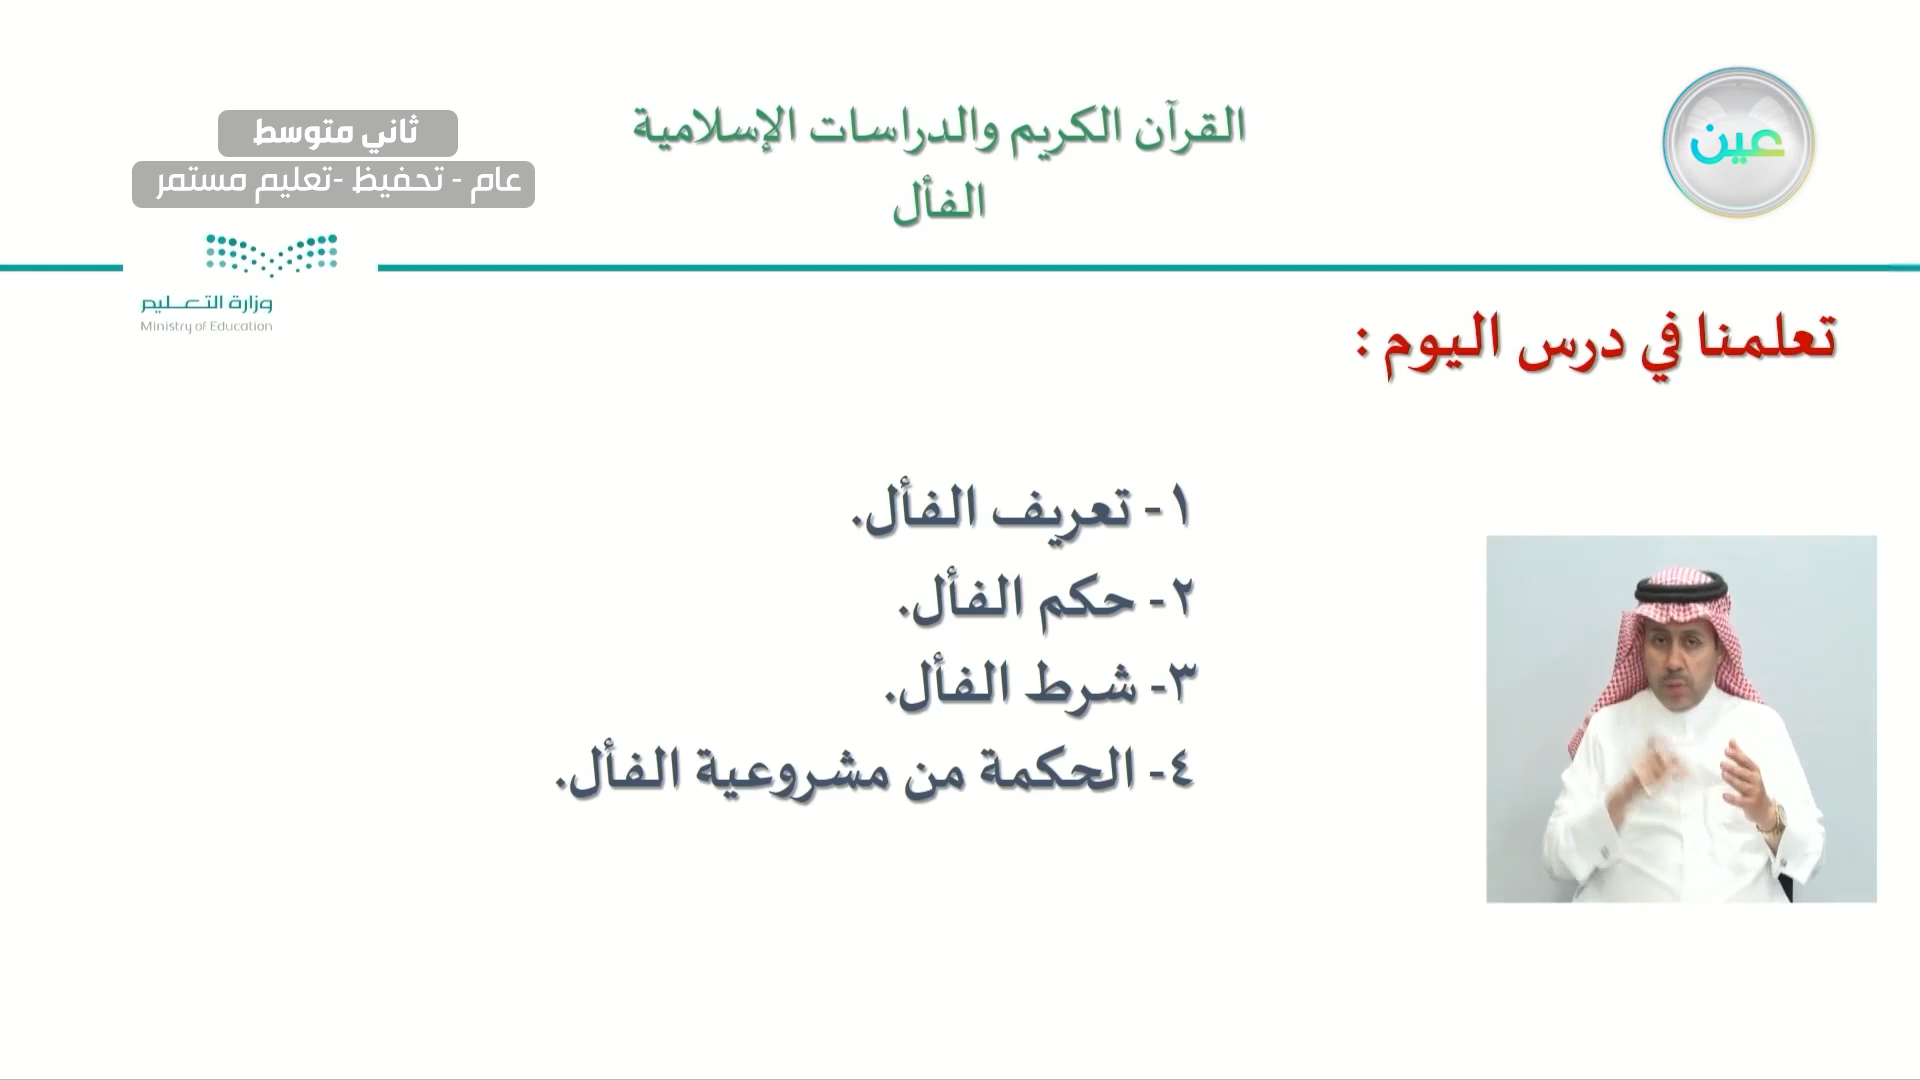 القرآن الكريم والدراسات الإسلامية
الفأل
عين
ثاني متوسط
عام - تحفيظ -تعليم مستمر
وزارة التعليم
Ministry of Education
تعلمنا في درس اليوم :
١- تعريف الفأل.
٢- حكم الفأل.
٣- شرط الفأل.
٤- الحكمة من مشروعية الفأل.